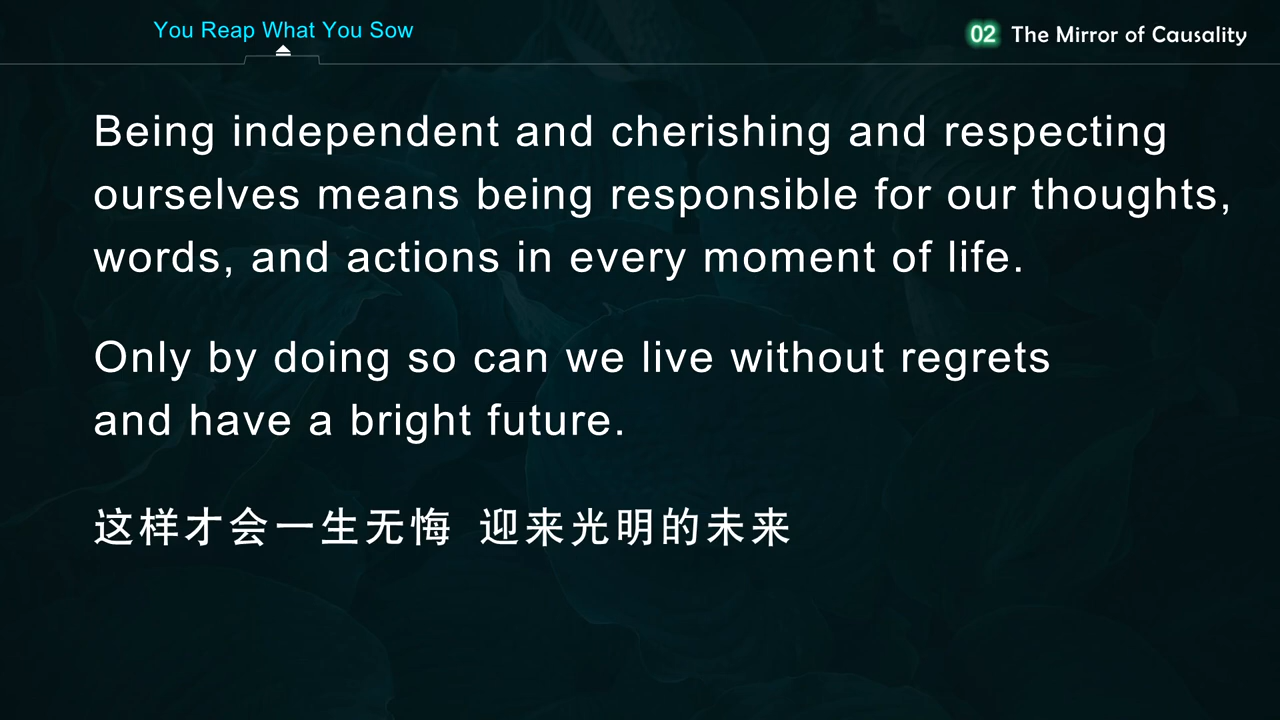 You Reap What You Sow
02 The Mirror of Causality
Being independent and cherishing and respecting
ourselves means being responsible for our thoughts,
words, and actions in every moment of life.
Only by doing so can we live without regrets
and have a bright future.
这样才会一生无悔 迎来光明的未来